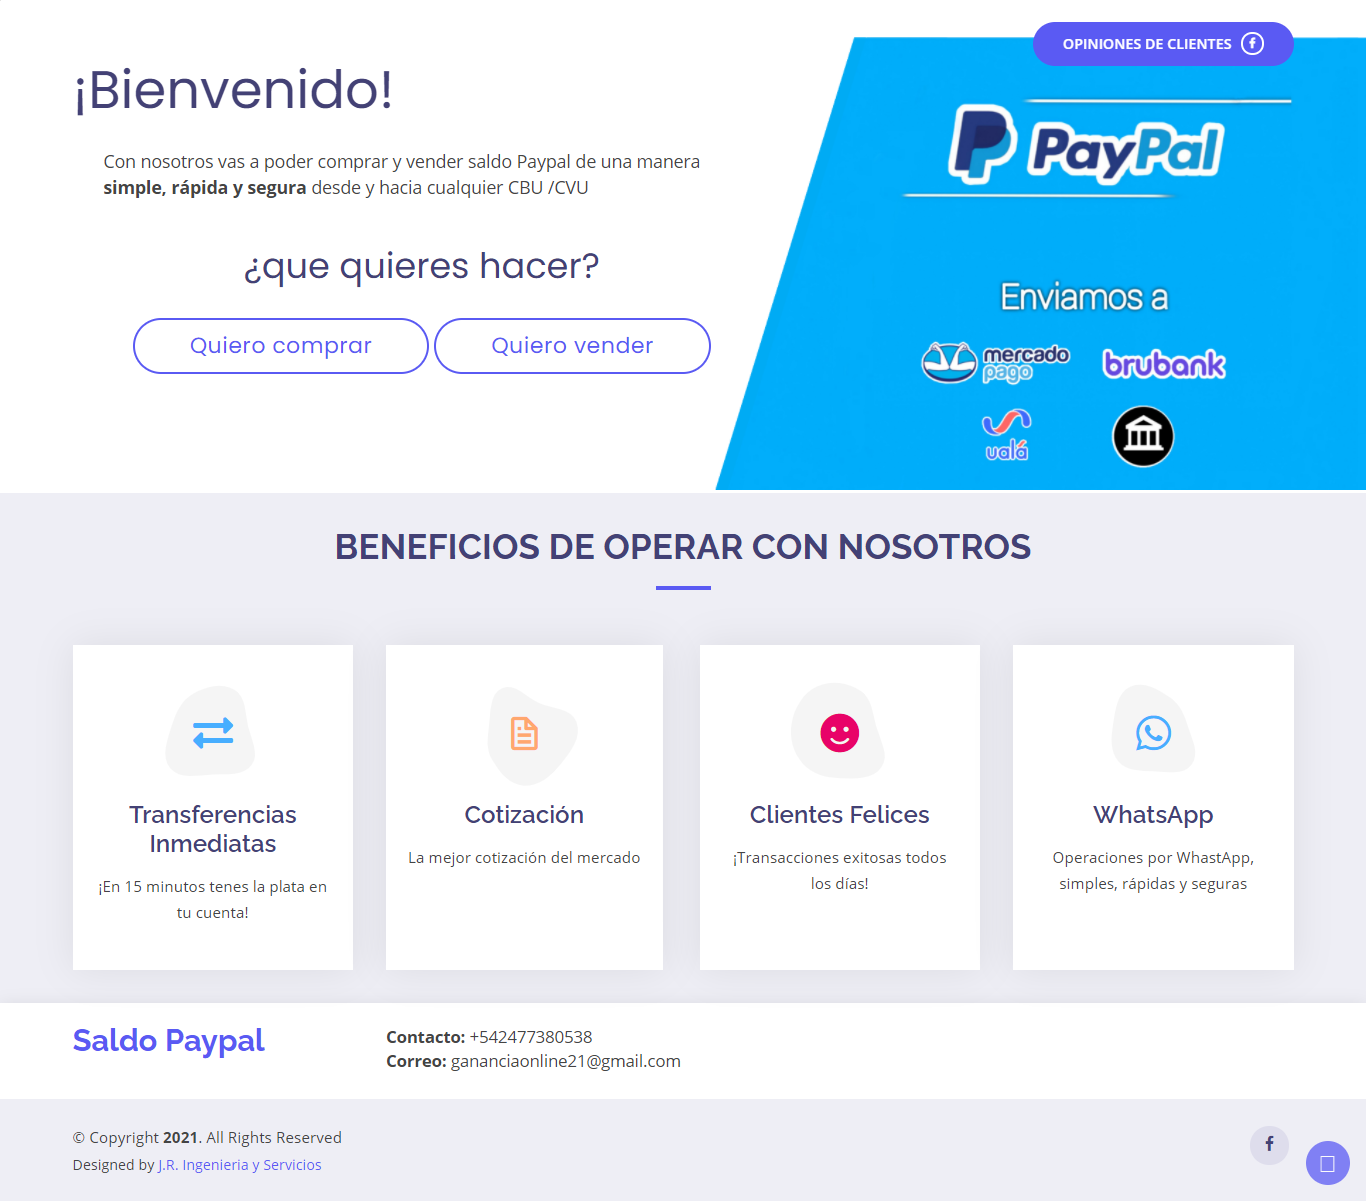 OPINIONES DE CLIENTES
¡Bienvenido!
Con nosotros vas a poder comprar y vender saldo Paypal de una manera
simple, rápida y segura desde y hacia cualquier CBU /CVU
¿que quieres hacer?
Quiero comprar
Quiero vender
PayPal
Enviamos a
mercado
pago
brubank
ualá
BENEFICIOS DE OPERAR CON NOSOTROS
Transferencias
Inmediatas
¡En 15 minutos tenes la plata en
tu cuenta!
Cotización
La mejor cotización del mercado
Clientes Felices
¡Transacciones exitosas todos
los días!
WhatsApp
Operaciones por WhastApp,
simples, rápidas y seguras
Saldo Paypal
Contacto: +542477380538
Correo: gananciaonline21@gmail.com
© Copyright 2021. All Rights Reserved
Designed by J.R. Ingenieria y Servicios